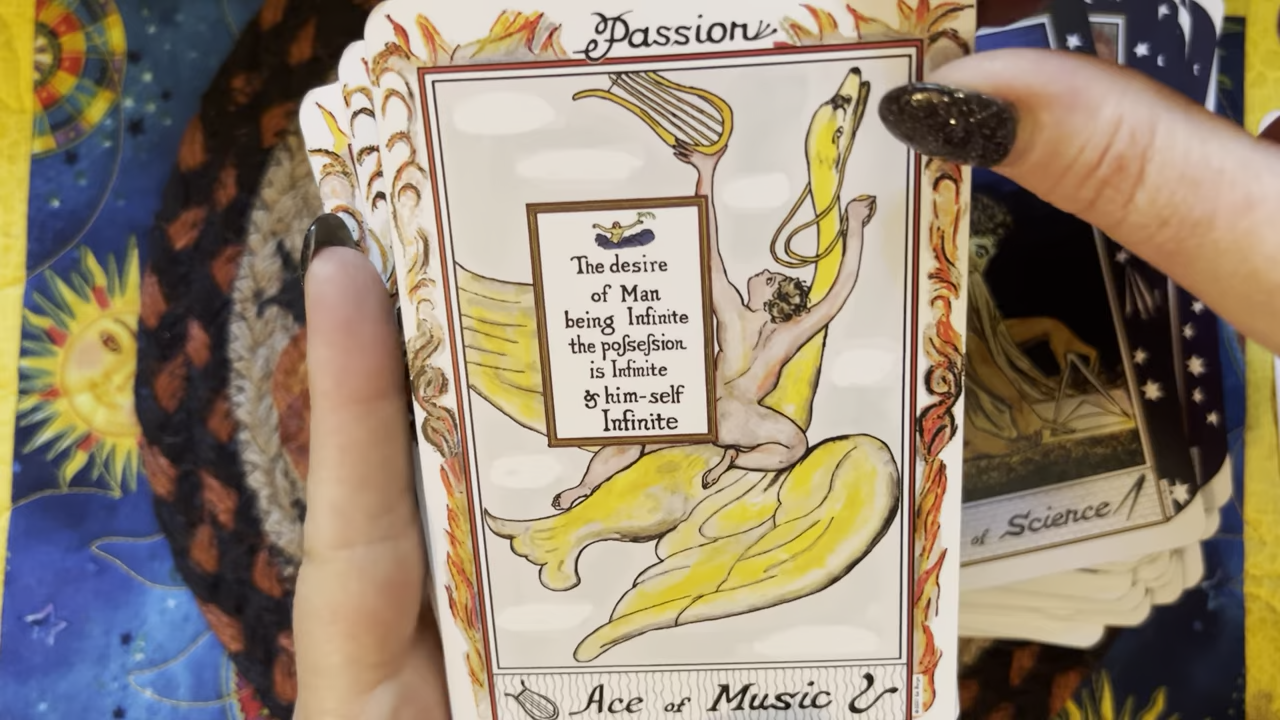 Passion
The desire
of Man
being Infinite
the poſseſsion
is Infinite
& him-self
Infinite
Ace of Music
of Science